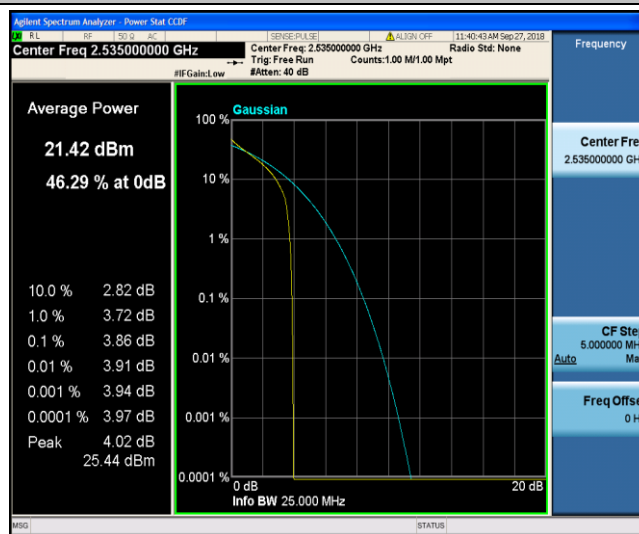 Agilent Spectrum Analyzer - Power Stat CCDF
RL RF 50 Ω AC SENSE:PULSE ALIGN OFF 11:40:43 AM Sep 27, 2018
Center Freq 2.535000000 GHz
Center Freq: 2.535000000 GHz Radio Std: None
Trig: Free Run Counts:1.00 M/1.00 Mpt
#IFGain:Low #Atten: 40 dB
Frequency
Average Power
21.42 dBm
46.29 % at 0dB
10.0 % 2.82 dB
1.0 % 3.72 dB
0.1 % 3.86 dB
0.01 % 3.91 dB
0.001 % 3.94 dB
0.0001 % 3.97 dB
Peak 4.02 dB
25.44 dBm
Gaussian
100 %
10 %
1 %
0.1 %
0.01 %
0.001 %
0.0001 %
0 dB 20 dB
Info BW 25.000 MHz
Center Fre
2.535000000 GH
CF Ste
5.000000 MH
Auto Ma
Freq Offse
0 H
MSG STATUS